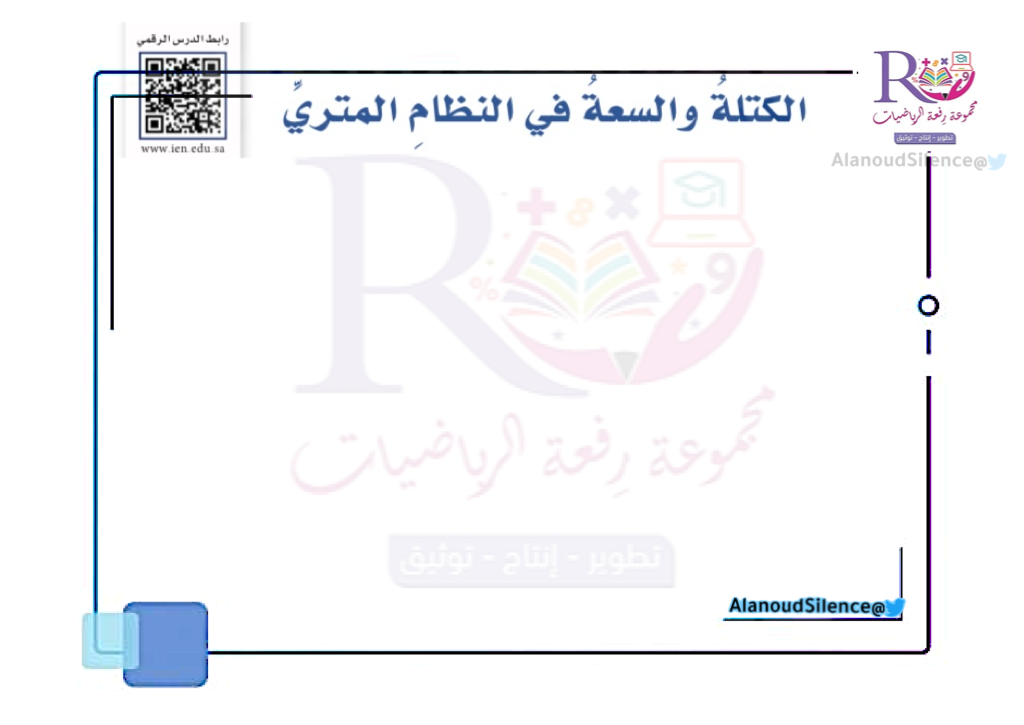 رابط الدرس الرقمي
www.ien.edu.sa
الكتلةُ والسعةُ في النظامِ المتريِّ
R
مجموعة رفعة الرياضيات
تطوير - إنتاج - توثيق
AlanoudSilence@
مجموعة رِفعة الرياضيات
تطوير - إنتاج - توثيق
AlanoudSilence@